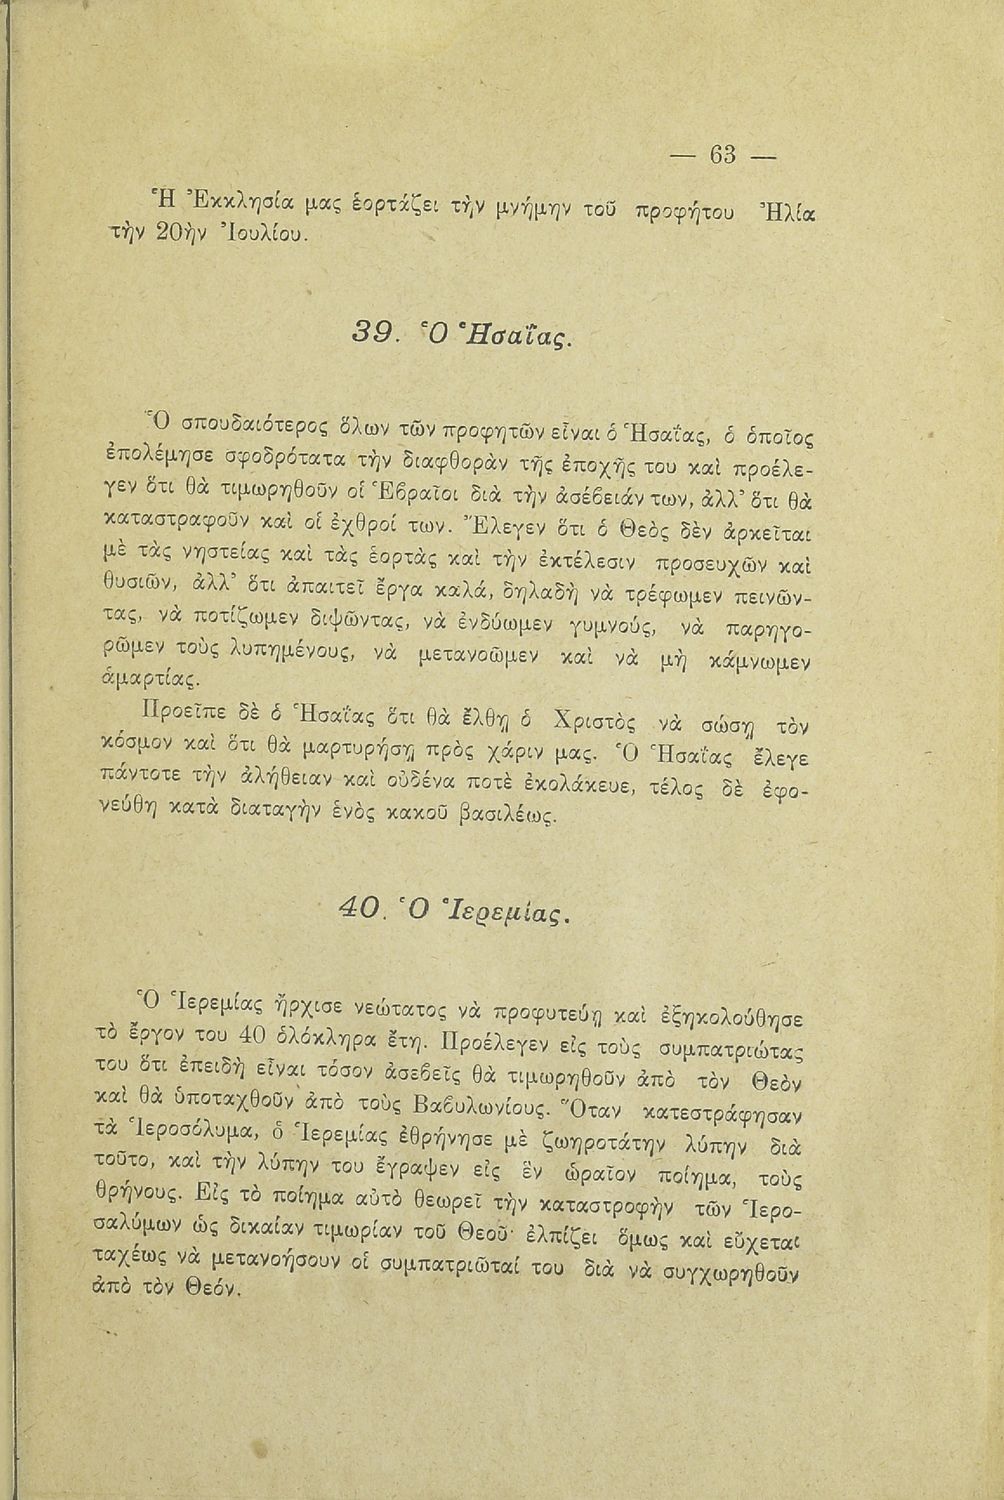 — 63 —
Ἡ Ἐκκλησία μας ἑορτάζει τὴν μνήμην τοῦ προφήτου Ἠλία
τὴν 20ὴν Ἰουλίου.
39. Ὁ Ἡσαΐας.
Ὁ σπουδαιότερος ὅλων τῶν προφητῶν εἶναι ὁ Ἡσαΐας, ὁ ὁποῖος
ἐπολέμησε σφοδρότατα τὴν διαφθορὰν τῆς ἐποχῆς του καὶ προέλε-
γεν ὅτι θὰ τιμωρηθοῦν οἱ Ἑβραῖοι διὰ τὴν ἀσέβειάν των, ἀλλ’ ὅτι θὰ
καταστραφοῦν καὶ οἱ ἐχθροί των. Ἔλεγεν ὅτι ὁ Θεὸς δὲν ἀρκεῖται
μὲ τὰς νηστείας καὶ τὰς ἑορτὰς καὶ τὴν ἐκτέλεσιν προσευχῶν καὶ
θυσιῶν, ἀλλ’ ὅτι ἀπαιτεῖ ἔργα καλά, δηλαδὴ νὰ τρέφωμεν πεινῶν-
τας, νὰ ποτίζωμεν διψῶντας, νὰ ἐνδύωμεν γυμνούς, νὰ παρηγο-
ρῶμεν τοὺς λυπημένους, νὰ μετανοῶμεν καὶ νὰ μὴ κάμνωμεν
ἁμαρτίας.
Προεῖπε δὲ ὁ Ἡσαΐας ὅτι θὰ ἔλθῃ ὁ Χριστὸς νὰ σώσῃ τὸν
κόσμον καὶ ὅτι θὰ μαρτυρήσῃ πρὸς χάριν μας. Ὁ Ἡσαΐας ἔλεγε
πάντοτε τὴν ἀλήθειαν καὶ οὐδένα ποτὲ ἐκολάκευε, τέλος δὲ ἐφο-
νεύθη κατὰ διαταγὴν ἑνὸς κακοῦ βασιλέως.
40. Ὁ Ἱερεμίας.
Ὁ Ἱερεμίας ἤρχισε νεώτατος νὰ προφυτεύῃ καὶ ἐξηκολούθησε
τὸ ἔργον του 40 ὁλόκληρα ἔτη. Προέλεγεν εἰς τοὺς συμπατριώτας
του ὅτι ἐπειδὴ εἶναι τόσον ἀσεβεῖς θὰ τιμωρηθοῦν ἀπὸ τὸν Θεὸν
καὶ θὰ ὑποταχθοῦν ἀπὸ τοὺς Βαβυλωνίους. Ὅταν κατεστράφησαν
τὰ Ἱεροσόλυμα, ὁ Ἱερεμίας ἐθρήνησε μὲ ζωηροτάτην λύπην διὰ
τοῦτο, καὶ τὴν λύπην του ἔγραψεν εἰς ἓν ὡραῖον ποίημα, τοὺς
θρήνους. Εἰς τὸ ποίημα αὐτὸ θεωρεῖ τὴν καταστροφὴν τῶν Ἱερο-
σαλύμων ὡς δικαίαν τιμωρίαν τοῦ Θεοῦ· ἐλπίζει ὅμως καὶ εὔχεται
ταχέως νὰ μετανοήσουν οἱ συμπατριῶταί του διὰ νὰ συγχωρηθοῦν
ἀπὸ τὸν Θεόν.